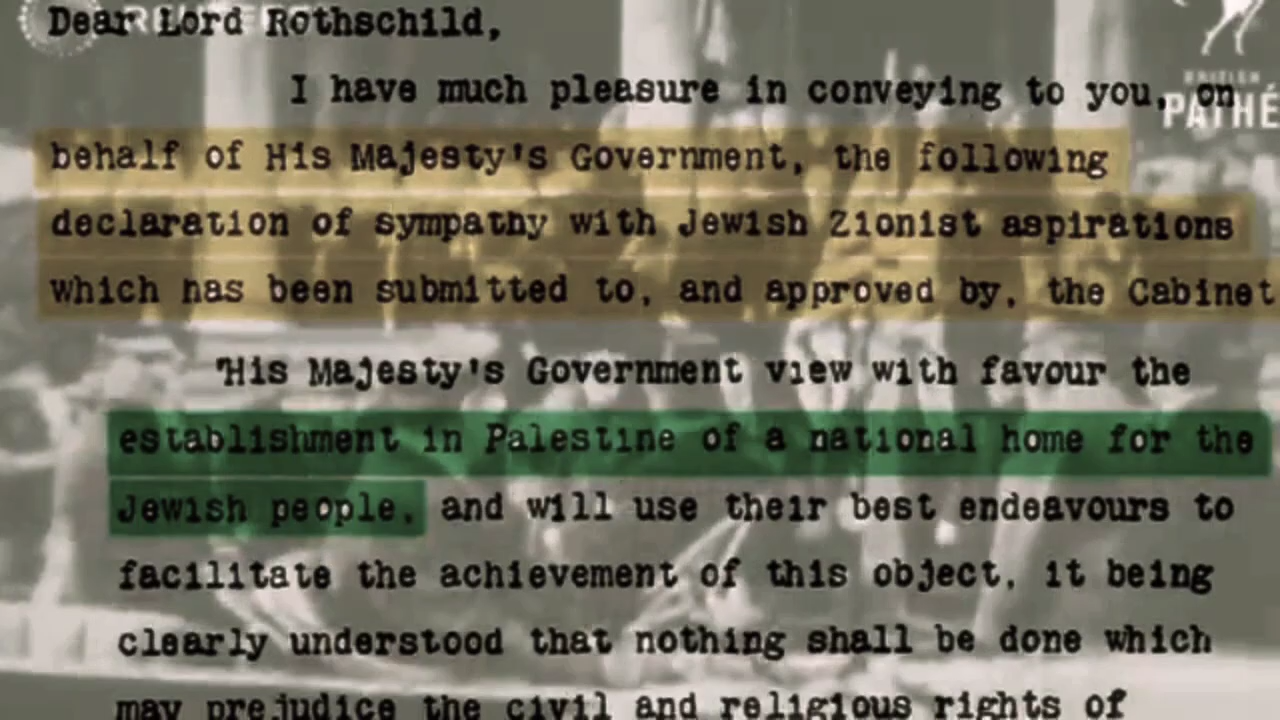 REUTERS
Dear Lord Rothschild,
I have much pleasure in conveying to you, on
BRITISH
PATHÉ
behalf of His Majesty's Government, the following
declaration of sympathy with Jewish Zionist aspirations
which has been submitted to, and approved by, the Cabinet
"His Majesty's Government view with favour the
establishment in Palestine of a national home for the
Jewish people, and will use their best endeavours to
facilitate the achievement of this object, it being
clearly understood that nothing shall be done which
may prejudice the civil and religious rights of